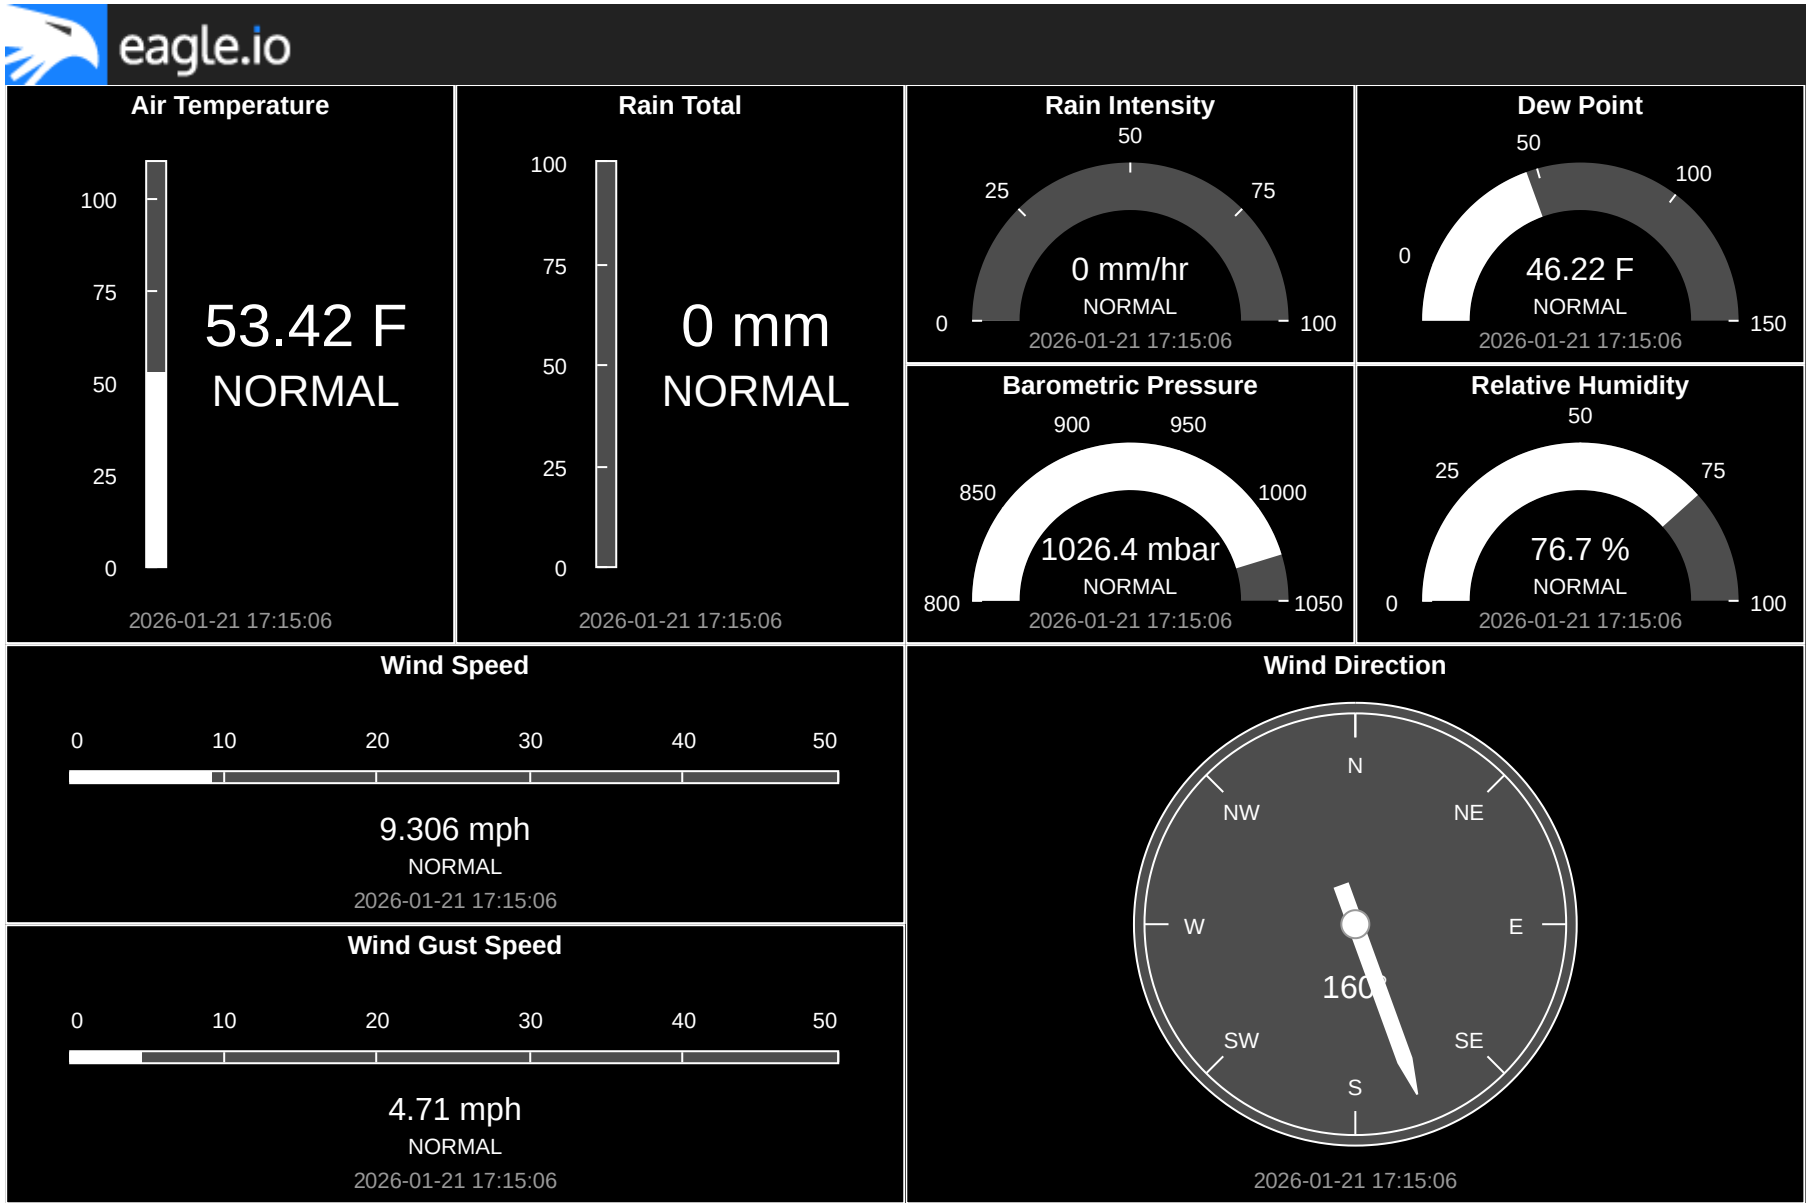 eagle.io
Air Temperature
100
75
50
25
0
53.42 F
NORMAL
2026-01-21 17:15:06
Rain Total
100
75
50
25
0
0 mm
NORMAL
2026-01-21 17:15:06
Rain Intensity
0
25
50
75
100
0 mm/hr
NORMAL
2026-01-21 17:15:06
Dew Point
0
50
100
150
46.22 F
NORMAL
2026-01-21 17:15:06
Barometric Pressure
800
850
900
950
1000
1050
1026.4 mbar
NORMAL
2026-01-21 17:15:06
Relative Humidity
0
25
50
75
100
76.7 %
NORMAL
2026-01-21 17:15:06
Wind Speed
0 10 20 30 40 50
9.306 mph
NORMAL
2026-01-21 17:15:06
Wind Gust Speed
0 10 20 30 40 50
4.71 mph
NORMAL
2026-01-21 17:15:06
Wind Direction
N
NW NE
W E
160
SW SE
S
2026-01-21 17:15:06